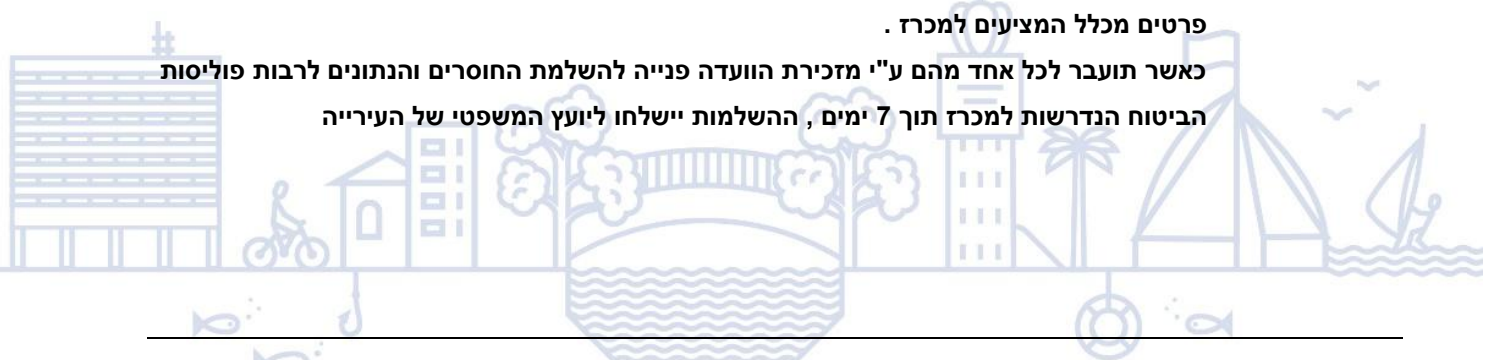 פרטים מכלל המציעים למכרז .
כאשר תועבר לכל אחד מהם ע"י מזכירת הוועדה פנייה להשלמת החוסרים והנתונים לרבות פוליסות
הביטוח הנדרשות למכרז תוך 7 ימים , ההשלמות יישלחו ליועץ המשפטי של העירייה